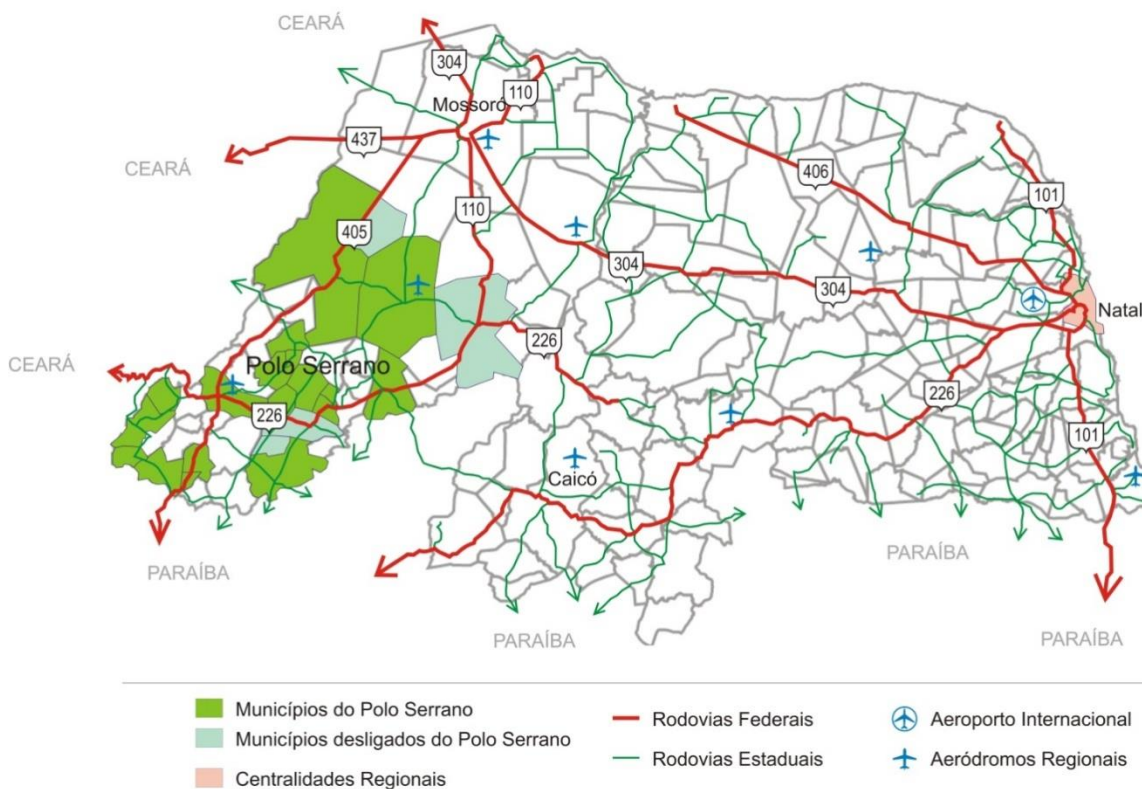 CEARÁ
304
110
Mossoró
437
CEARÁ
406
101
110
405
304
304
Natal
226
CEARÁ
Polo Serrano
226
226
101
Caicó
PARAÍBA
PARAÍBA
PARAÍBA
PARAÍBA
Municípios do Polo Serrano
Municípios desligados do Polo Serrano
Centralidades Regionais
Rodovias Federais
Rodovias Estaduais
Aeroporto Internacional
Aeródromos Regionais